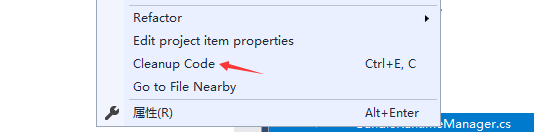 Refactor
Edit project item properties
Cleanup Code Ctrl+E, C
Go to File Nearby
属性(R) Alt+Enter